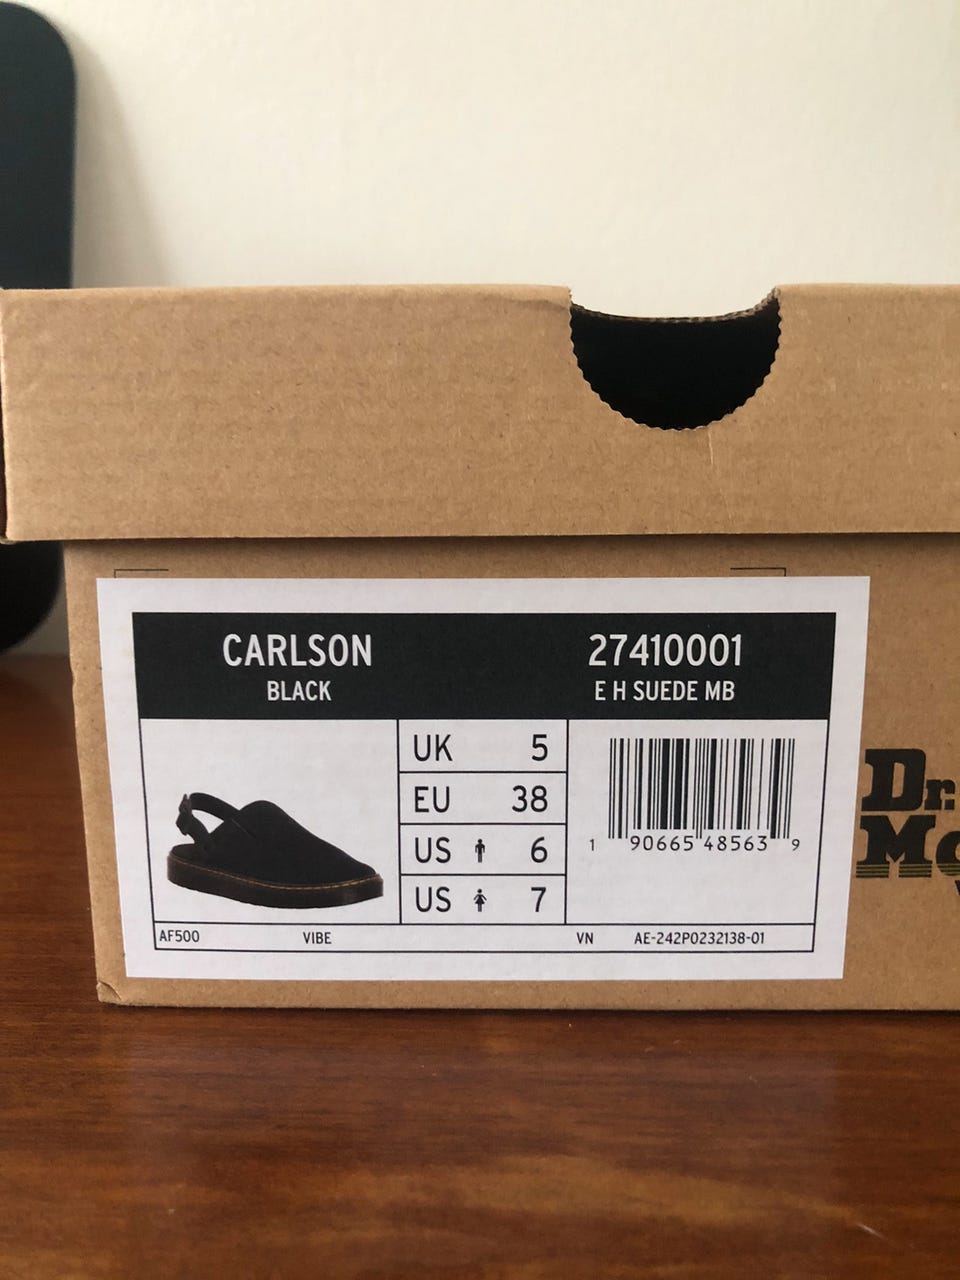 CARLSON
BLACK
27410001
E H SUEDE MB
UK 5
EU 38
US 6
US 7
1 90665 48563 9
AF500 VIBE VN AE-242P0232138-01
Dr.